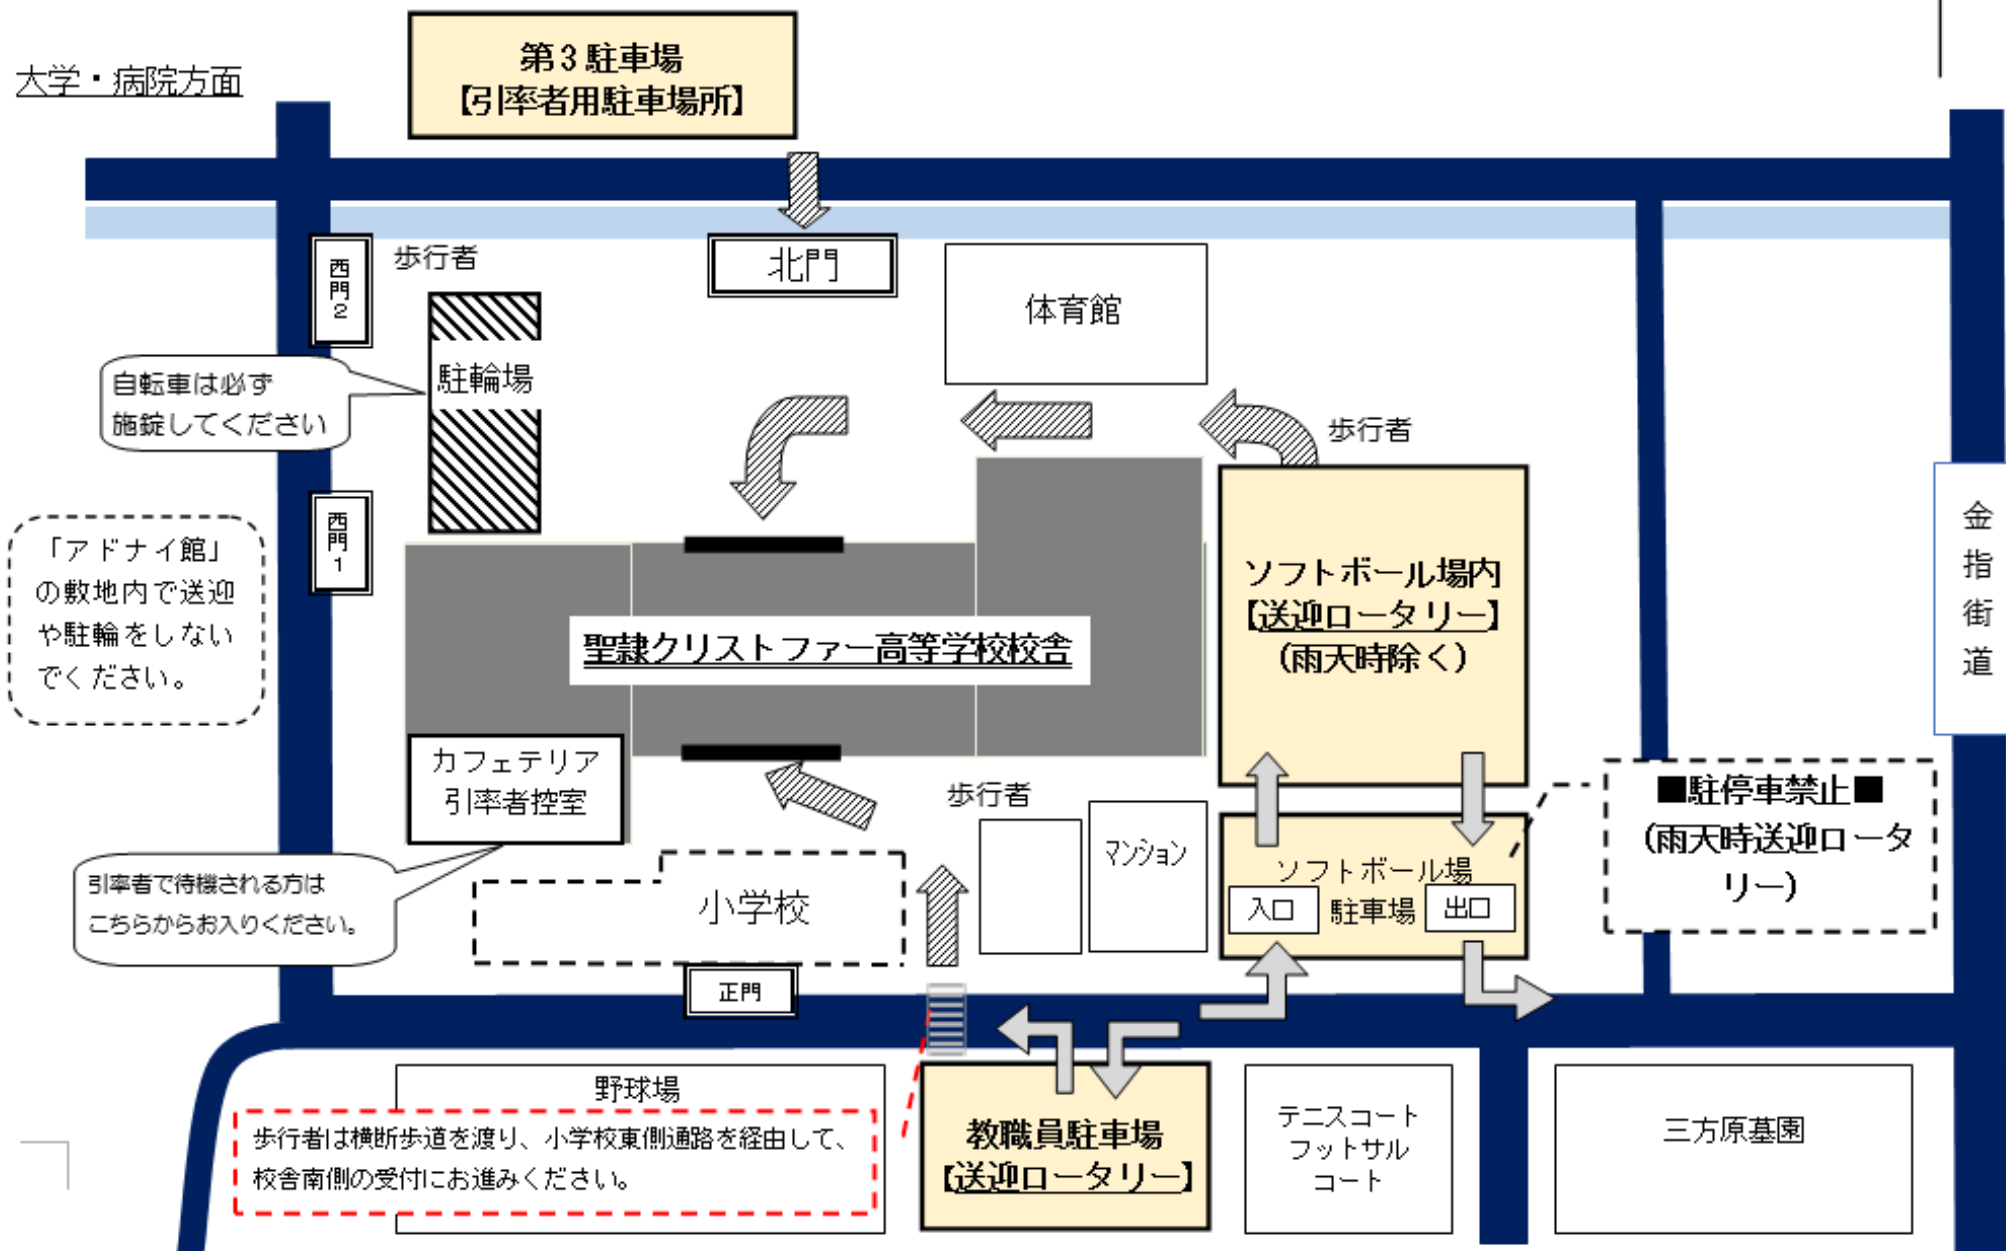 第3駐車場
【引率者用駐車場所】
大学・病院方面
西門2
歩行者
北門
体育館
自転車は必ず
施錠してください
駐輪場
歩行者
西門1
「アドナイ館」
の敷地内で送迎
や駐輪をしない
でください。
聖隷クリストファー高等学校校舎
ソフトボール場内
【送迎ロータリー】
（雨天時除く）
金指街道
カフェテリア
引率者控室
歩行者
マンション
■駐停車禁止■
（雨天時送迎ロータ
リー）
引率者で待機される方は
こちらからお入りください。
小学校
ソフトボール場
駐車場
入口
出口
正門
野球場
歩行者は横断歩道を渡り、小学校東側通路を経由して、
校舎南側の受付にお進みください。
教職員駐車場
【送迎ロータリー】
テニスコート
フットサル
コート
三方原墓園